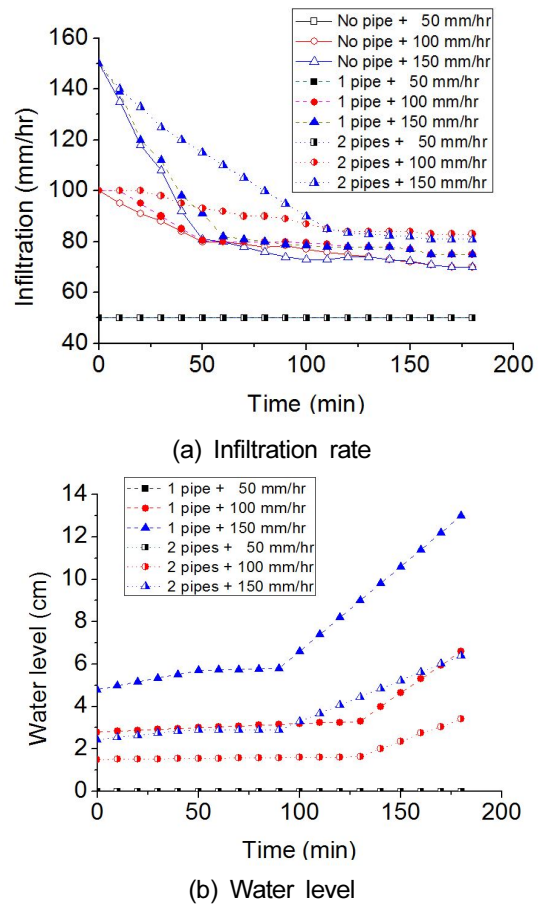 No pipe + 50 mm/hr
No pipe + 100 mm/hr
No pipe + 150 mm/hr
1 pipe + 50 mm/hr
1 pipe + 100 mm/hr
1 pipe + 150 mm/hr
2 pipes + 50 mm/hr
2 pipes + 100 mm/hr
2 pipes + 150 mm/hr
160
140
120
100
80
60
40
Infiltration (mm/hr)
0 50 100 150 200
Time (min)
(a) Infiltration rate
1 pipe + 50 mm/hr
1 pipe + 100 mm/hr
1 pipe + 150 mm/hr
2 pipes + 50 mm/hr
2 pipes + 100 mm/hr
2 pipes + 150 mm/hr
14
12
10
8
6
4
2
0
Water level (cm)
0 50 100 150 200
Time (min)
(b) Water level